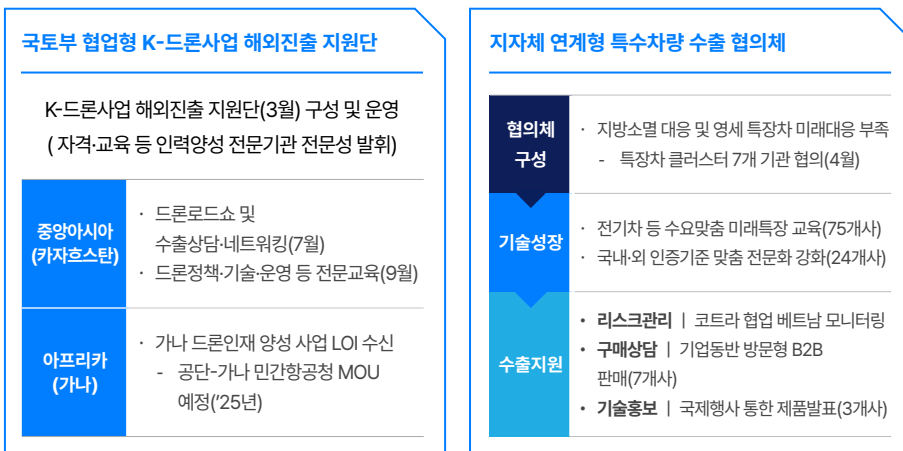 국토부 협업형 K-드론사업 해외진출 지원단
K-드론사업 해외진출 지원단(3월) 구성 및 운영
( 자격·교육 등 인력양성 전문기관 전문성 발휘)
중앙아시아
(카자흐스탄)
· 드론로드쇼 및
수출상담·네트워킹(7월)
· 드론정책·기술·운영 등 전문교육(9월)
아프리카
(가나)
· 가나 드론인재 양성 사업 LOI 수신
- 공단-가나 민간항공청 MOU
예정('25년)
지자체 연계형 특수차량 수출 협의체
협의체
구성
· 지방소멸 대응 및 영세 특장차 미래대응 부족
- 특장차 클러스터 7개 기관 협의(4월)
기술성장
· 전기차 등 수요맞춤 미래특장 교육(75개사)
· 국내·외 인증기준 맞춤 전문화 강화(24개사)
수출지원
• 리스크관리 | 코트라 협업 베트남 모니터링
• 구매상담 | 기업동반 방문형 B2B
판매(7개사)
• 기술홍보 | 국제행사 통한 제품발표(3개사)